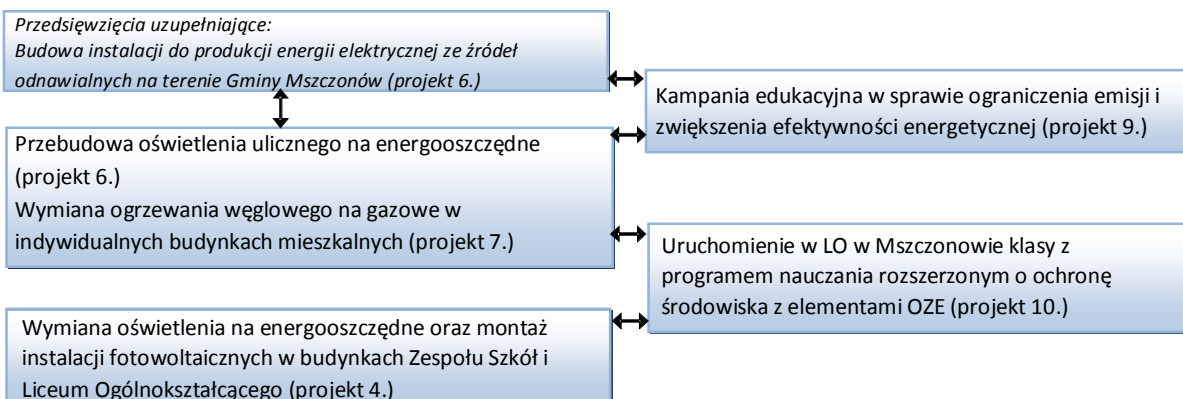 Przedsięwzięcia uzupełniające:
Budowa instalacji do produkcji energii elektrycznej ze źródeł
odnawialnych na terenie Gminy Mszczonów (projekt 6.)
Kampania edukacyjna w sprawie ograniczenia emisji i
zwiększenia efektywności energetycznej (projekt 9.)
Przebudowa oświetlenia ulicznego na energooszczędne
(projekt 6.)
Wymiana ogrzewania węglowego na gazowe w
indywidualnych budynkach mieszkalnych (projekt 7.)
Uruchomienie w LO w Mszczonowie klasy z
programem nauczania rozszerzonym o ochronę
środowiska z elementami OZE (projekt 10.)
Wymiana oświetlenia na energooszczędne oraz montaż
instalacji fotowoltaicznych w budynkach Zespołu Szkół i
Liceum Ogólnokształcącego (projekt 4.)